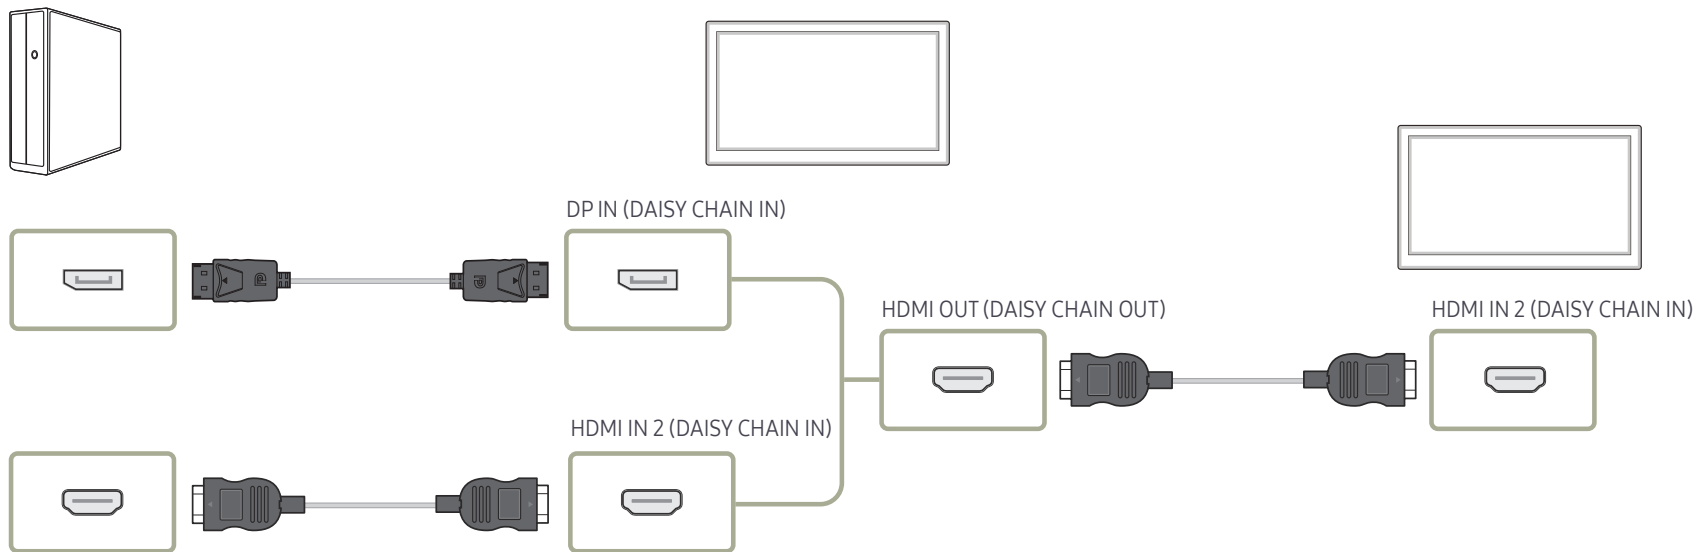 DP IN (DAISY CHAIN IN)
HDMI OUT (DAISY CHAIN OUT)
HDMI IN 2 (DAISY CHAIN IN)
HDMI IN 2 (DAISY CHAIN IN)